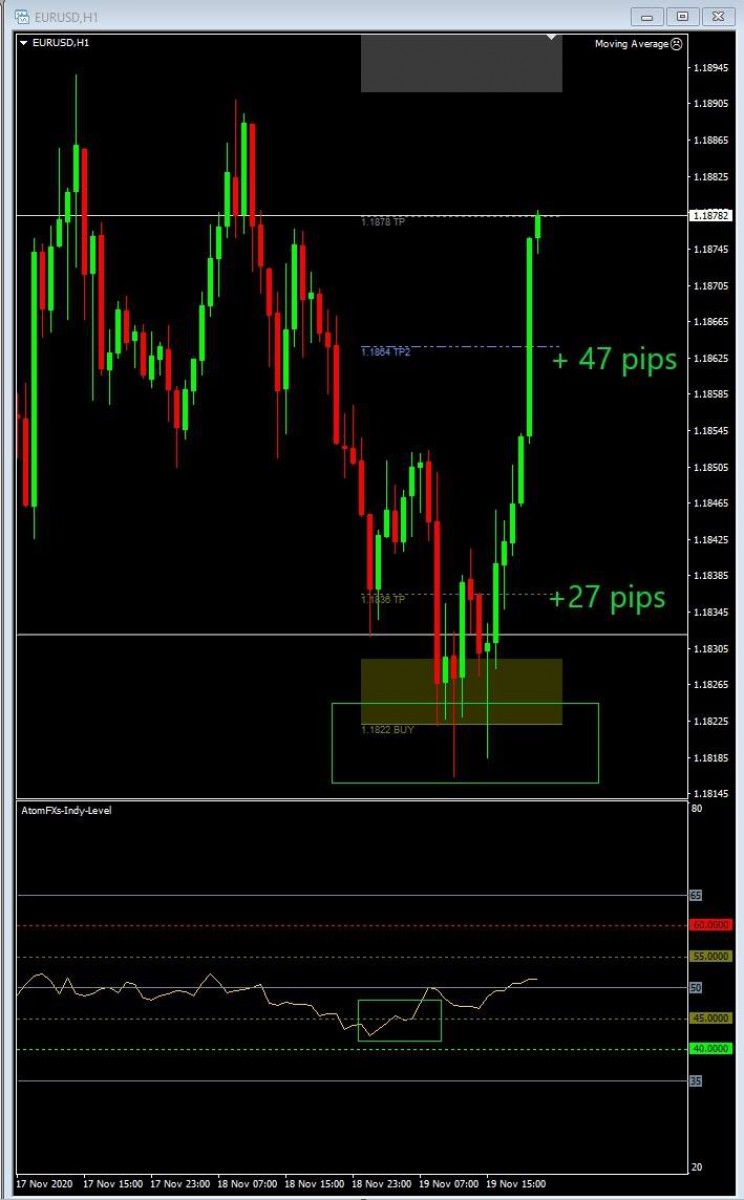 EURUSD,H1
EURUSD,H1
Moving Average
1.18945
1.18905
1.18865
1.18825
1.18782
1.18745
1.18705
1.18665
1.18625
1.18585
1.18545
1.18505
1.18465
1.18425
1.18385
1.18345
1.18305
1.18265
1.18225
1.18185
1.18145
1.1878 TP
1.1864 TP2
+ 47 pips
1.1836 TP
+27 pips
1.1822 BUY
AtomFXs-Indy-Level
80
65
60.0000
55.0000
50
45.0000
40.0000
35
20
17 Nov 2020 17 Nov 15:00 17 Nov 23:00 18 Nov 07:00 18 Nov 15:00 18 Nov 23:00 19 Nov 07:00 19 Nov 15:00